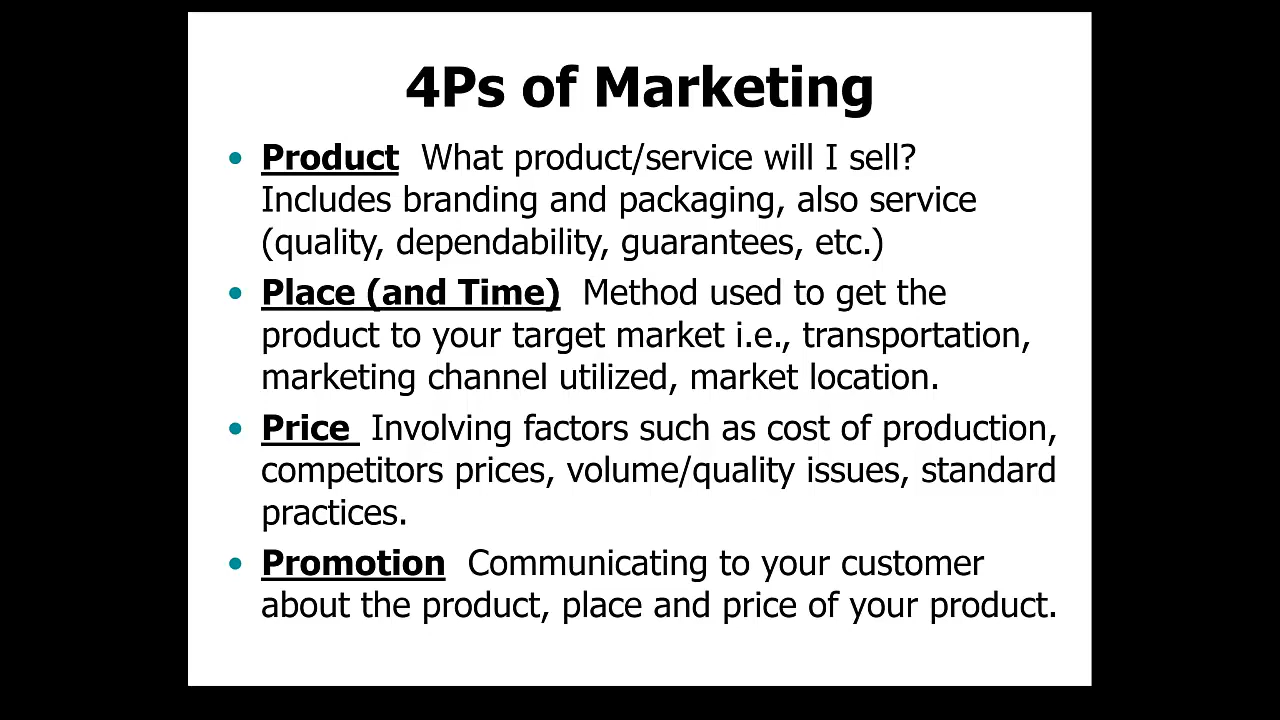 4Ps of Marketing
• Product What product/service will I sell?
Includes branding and packaging, also service
(quality, dependability, guarantees, etc.)
• Place (and Time) Method used to get the
product to your target market i.e., transportation,
marketing channel utilized, market location.
• Price Involving factors such as cost of production,
competitors prices, volume/quality issues, standard
practices.
• Promotion Communicating to your customer
about the product, place and price of your product.